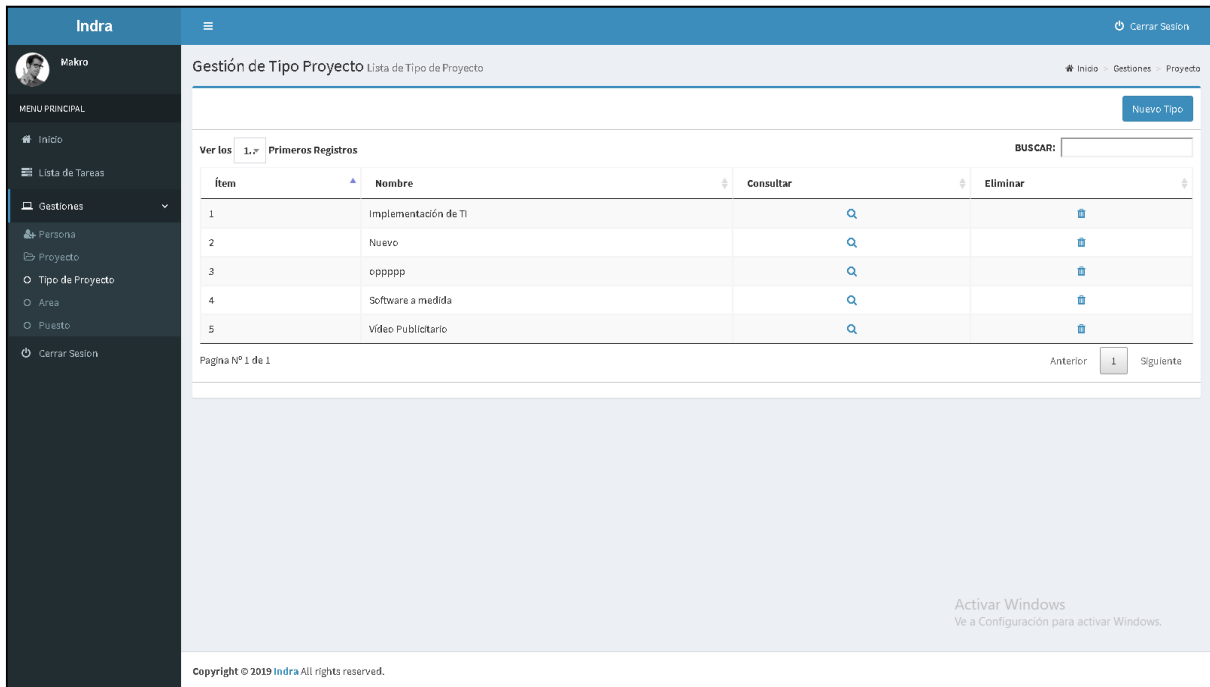 Indra
Cerrar Sesion
Makro
Gestión de Tipo Proyecto Lista de Tipo de Proyecto
Inicio > Gestiones > Proyecto
MENU PRINCIPAL
Nuevo Tipo
Inicio
Ver los 1.. Primeros Registros
BUSCAR:
Lista de Tareas
Ítem Nombre Consultar Eliminar
Gestiones
1 Implementación de TI
Persona
2 Nuevo
Proyecto
3 oppppp
Tipo de Proyecto
4 Software a medida
Area
5 Vídeo Publicitario
Puesto
Cerrar Sesion
Pagina Nº 1 de 1
Anterior 1 Siguiente
Activar Windows
Ve a Configuración para activar Windows.
Copyright © 2019 Indra All rights reserved.